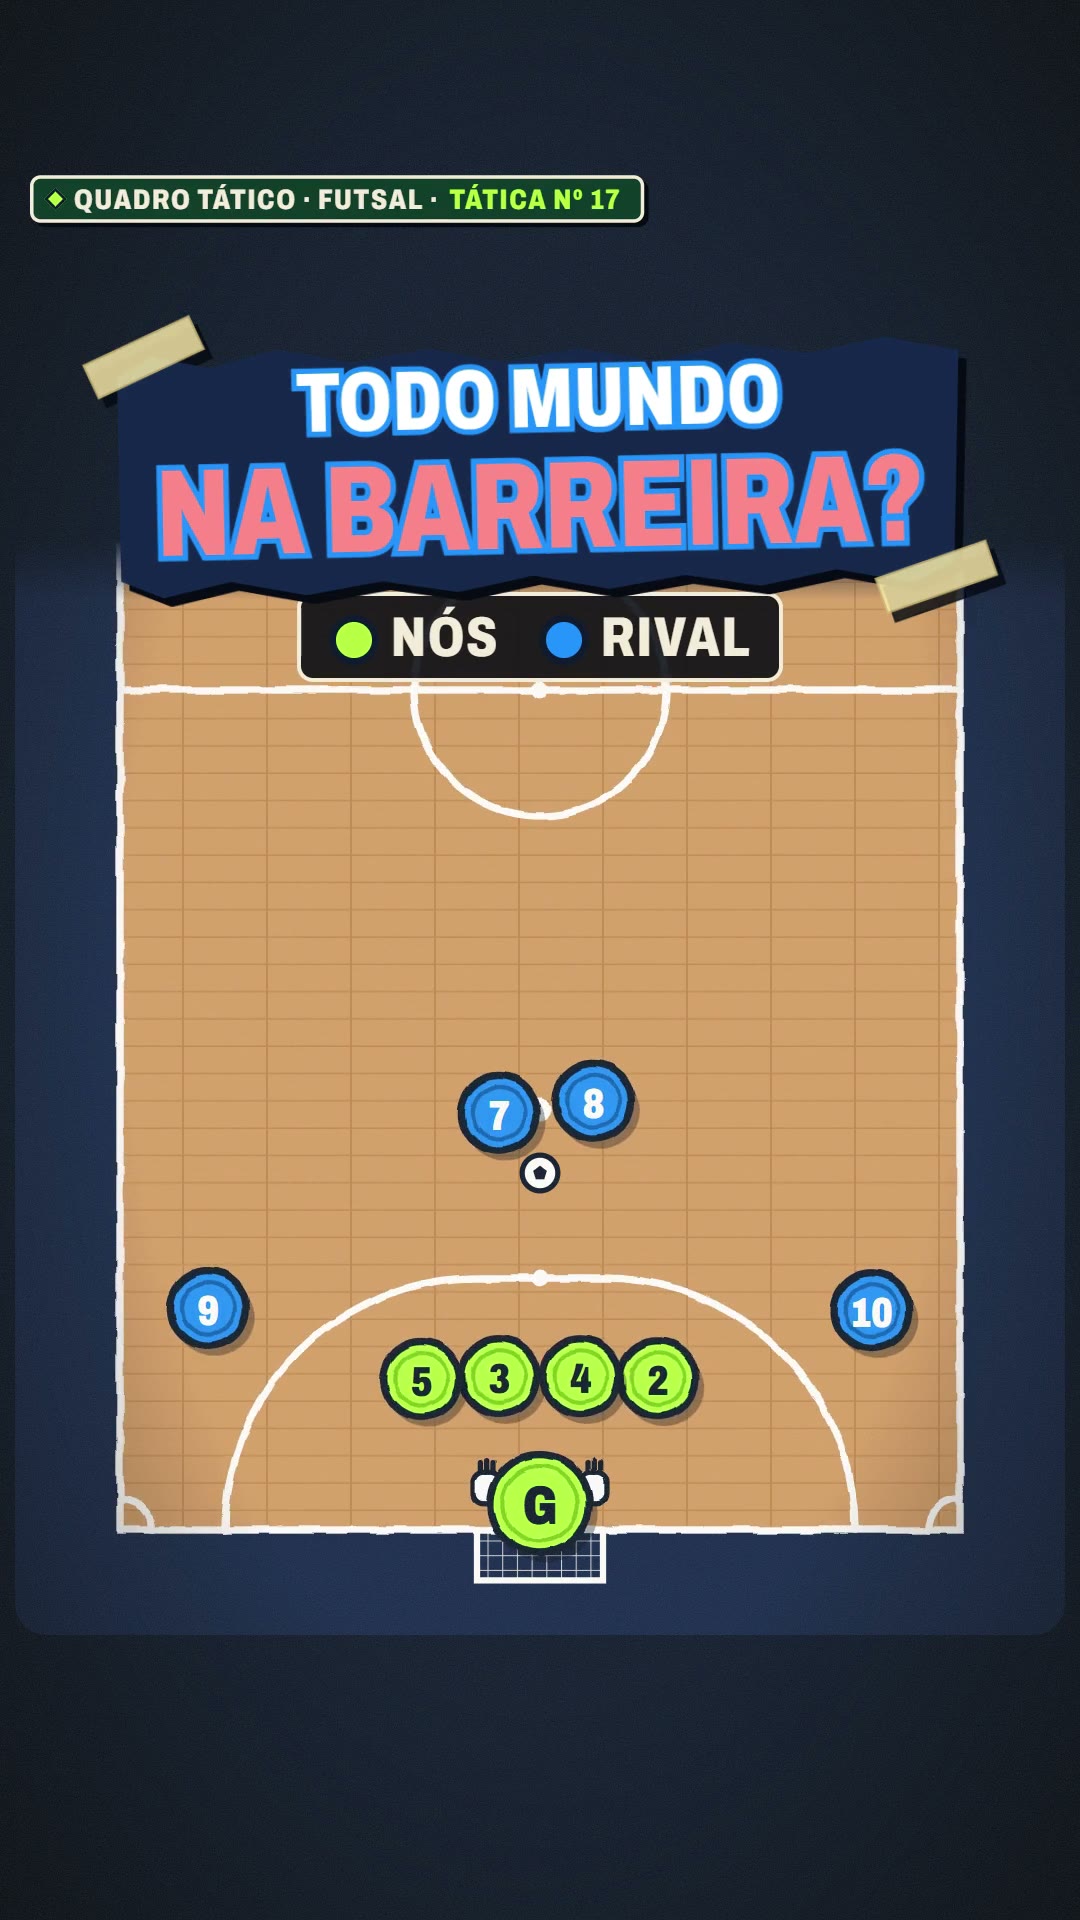 QUADRO TÁTICO · FUTSAL · TÁTICA Nº 17
TODO MUNDO
NA BARREIRA?
NÓS RIVAL
7 8
9 10
5 3 4 2
G